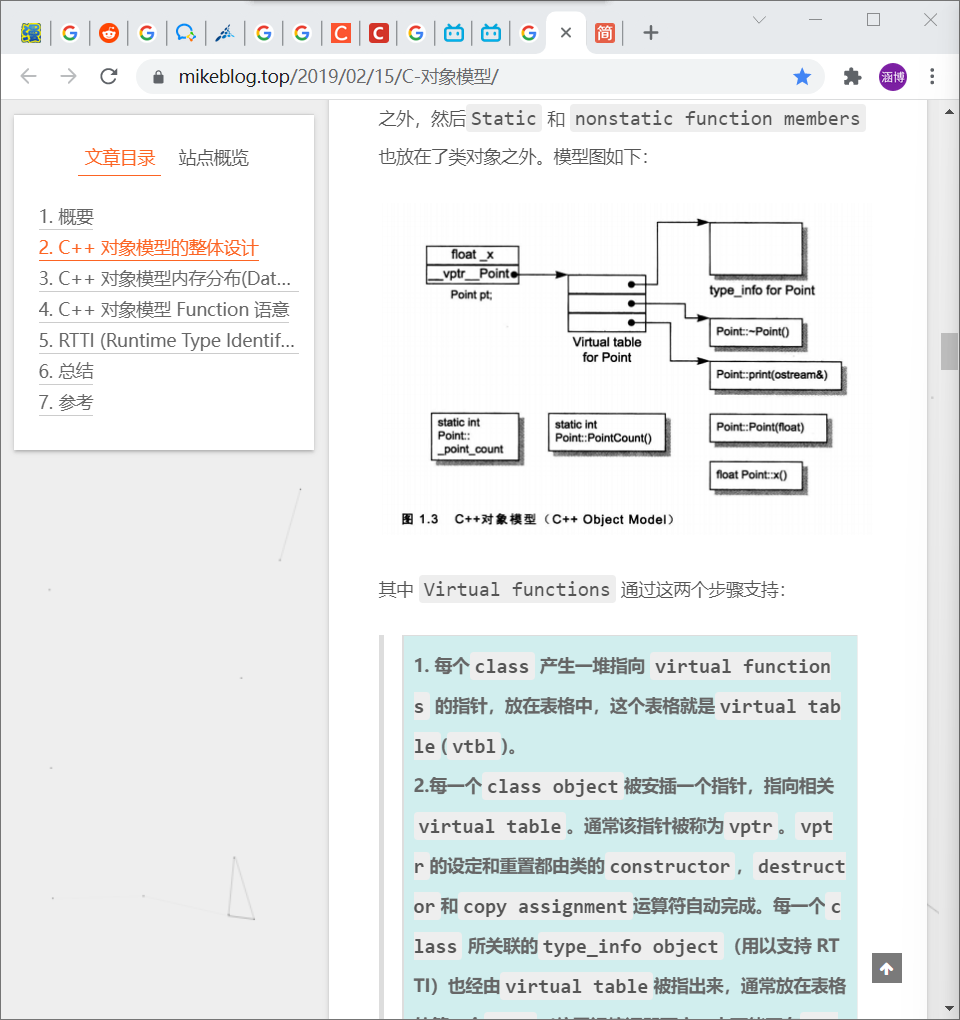 mikeblog.top/2019/02/15/C-对象模型/
涵博
简
文章目录 站点概览
1. 概要
2. C++ 对象模型的整体设计
3. C++ 对象模型内存分布(Dat...
4. C++ 对象模型 Function 语意
5. RTTI (Runtime Type Identif...
6. 总结
7. 参考
之外，然后 Static 和 nonstatic function members
也放在了类对象之外。模型图如下：
float _x
__vptr__Point
Point pt;
Virtual table
for Point
type_info for Point
Point::~Point()
Point::print(ostream&)
static int
Point::
_point_count
static int
Point::PointCount()
Point::Point(float)
float Point::x()
图 1.3 C++对象模型（C++ Object Model）
其中 Virtual functions 通过这两个步骤支持：
1. 每个 class 产生一堆指向 virtual function
s 的指针，放在表格中，这个表格就是 virtual tab
le ( vtbl )。
2.每一个 class object 被安插一个指针，指向相关
virtual table 。通常该指针被称为 vptr 。 vpt
r 的设定和重置都由类的 constructor ， destruct
or 和 copy assignment 运算符自动完成。每一个 c
lass 所关联的 type_info object （用以支持 RT
TI）也经由 virtual table 被指出来，通常放在表格